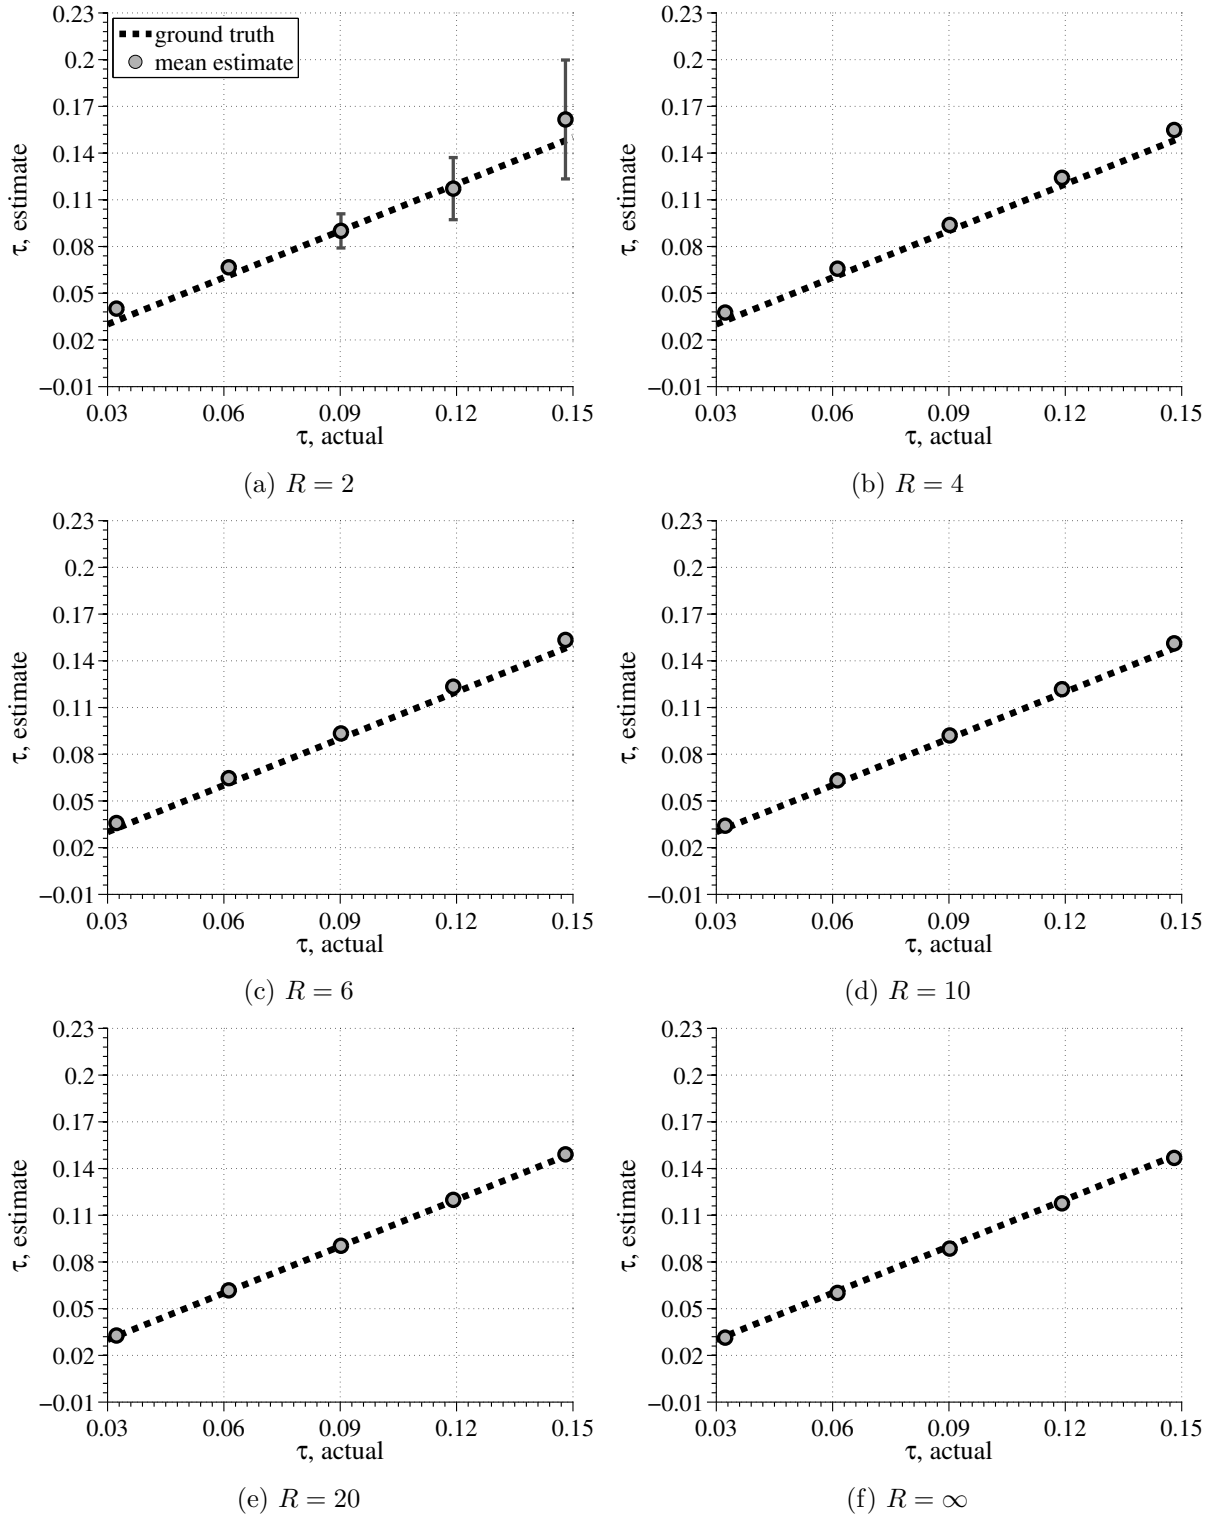 0.23
0.2
0.17
0.14
0.11
0.08
0.05
0.02
−0.01
τ, estimate
ground truth
mean estimate
0.03 0.06 0.09 0.12 0.15
τ, actual
(a) R = 2
0.23
0.2
0.17
0.14
0.11
0.08
0.05
0.02
−0.01
τ, estimate
0.03 0.06 0.09 0.12 0.15
τ, actual
(b) R = 4
0.23
0.2
0.17
0.14
0.11
0.08
0.05
0.02
−0.01
τ, estimate
0.03 0.06 0.09 0.12 0.15
τ, actual
(c) R = 6
0.23
0.2
0.17
0.14
0.11
0.08
0.05
0.02
−0.01
τ, estimate
0.03 0.06 0.09 0.12 0.15
τ, actual
(d) R = 10
0.23
0.2
0.17
0.14
0.11
0.08
0.05
0.02
−0.01
τ, estimate
0.03 0.06 0.09 0.12 0.15
τ, actual
(e) R = 20
0.23
0.2
0.17
0.14
0.11
0.08
0.05
0.02
−0.01
τ, estimate
0.03 0.06 0.09 0.12 0.15
τ, actual
(f) R = ∞